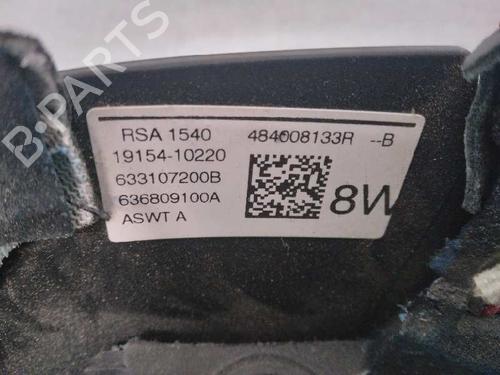 B-PARTS
RSA 1540 484008133R --B
19154-10220
633107200B
636809100A
ASWT A
8W